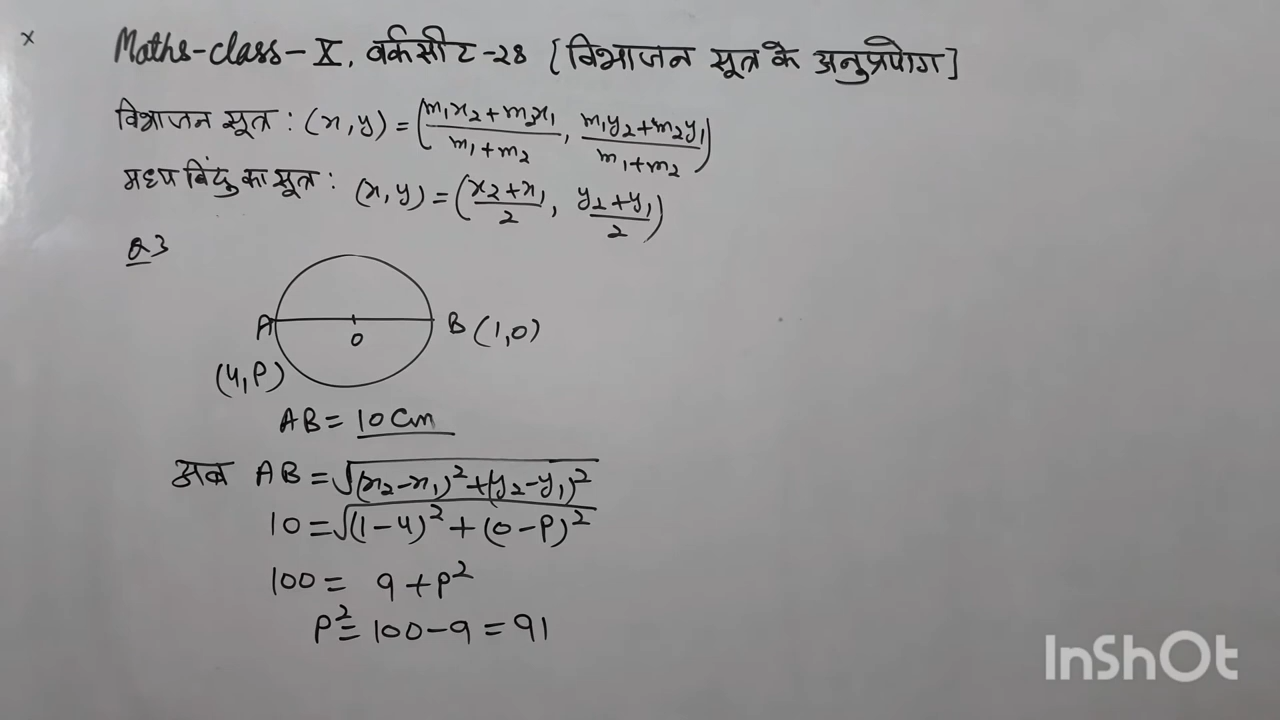 x
Maths-class-X, वर्कसीट-28 [विभाजन सूत्र के अनुप्रयोग]
विभाजन सूत्र : (x,y) = (m₁x₂+m₂x₁/m₁+m₂, m₁y₂+m₂y₁/m₁+m₂)
मध्य बिंदु का सूत्र : (x,y) = (x₂+x₁/2, y₂+y₁/2)
Q3
A O B (1,0)
(4,P)
AB = 10 Cm
अब AB = √(x₂-x₁)²+(y₂-y₁)²
10 = √(1-4)²+(0-P)²
100 = 9+P²
P² = 100-9 = 91
InShOt